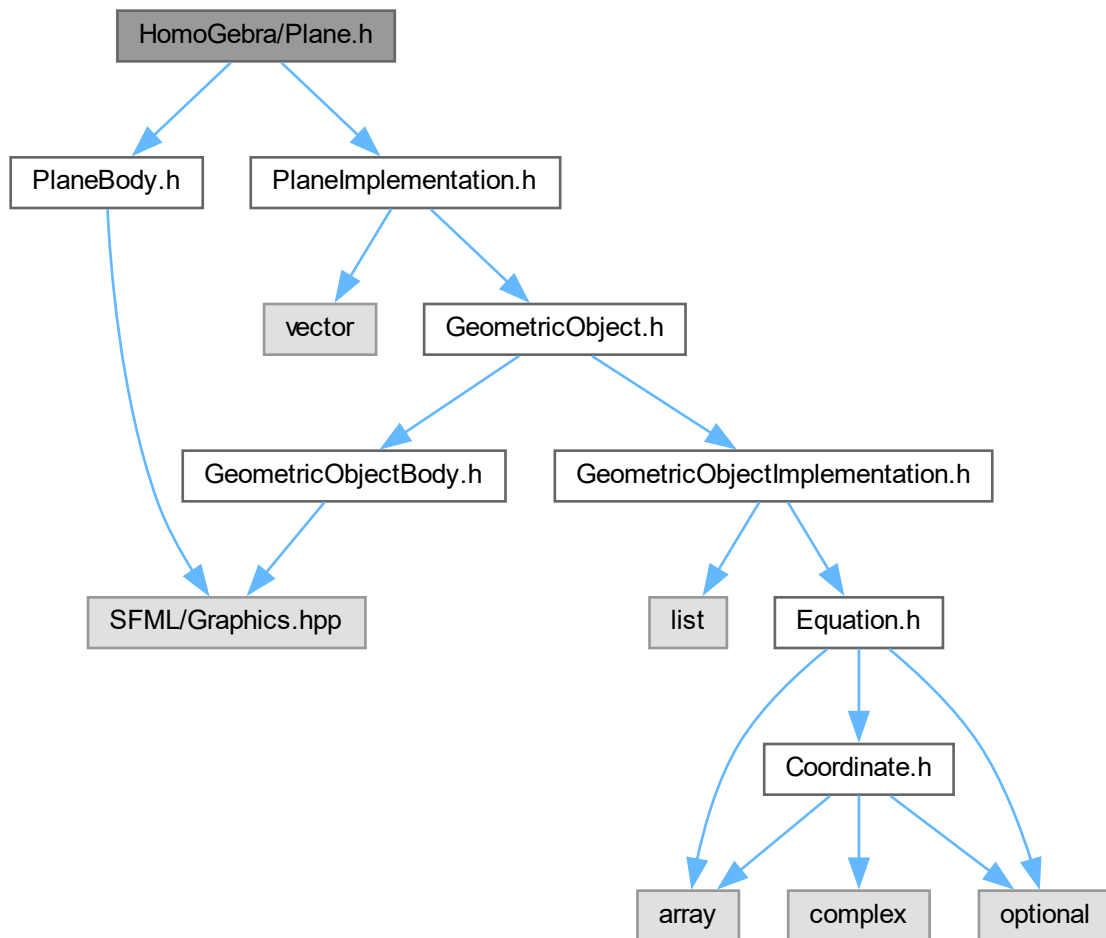 HomoGebra/Plane.h
PlaneBody.h
PlaneImplementation.h
vector
GeometricObject.h
GeometricObjectBody.h
GeometricObjectImplementation.h
SFML/Graphics.hpp
list
Equation.h
Coordinate.h
array
complex
optional